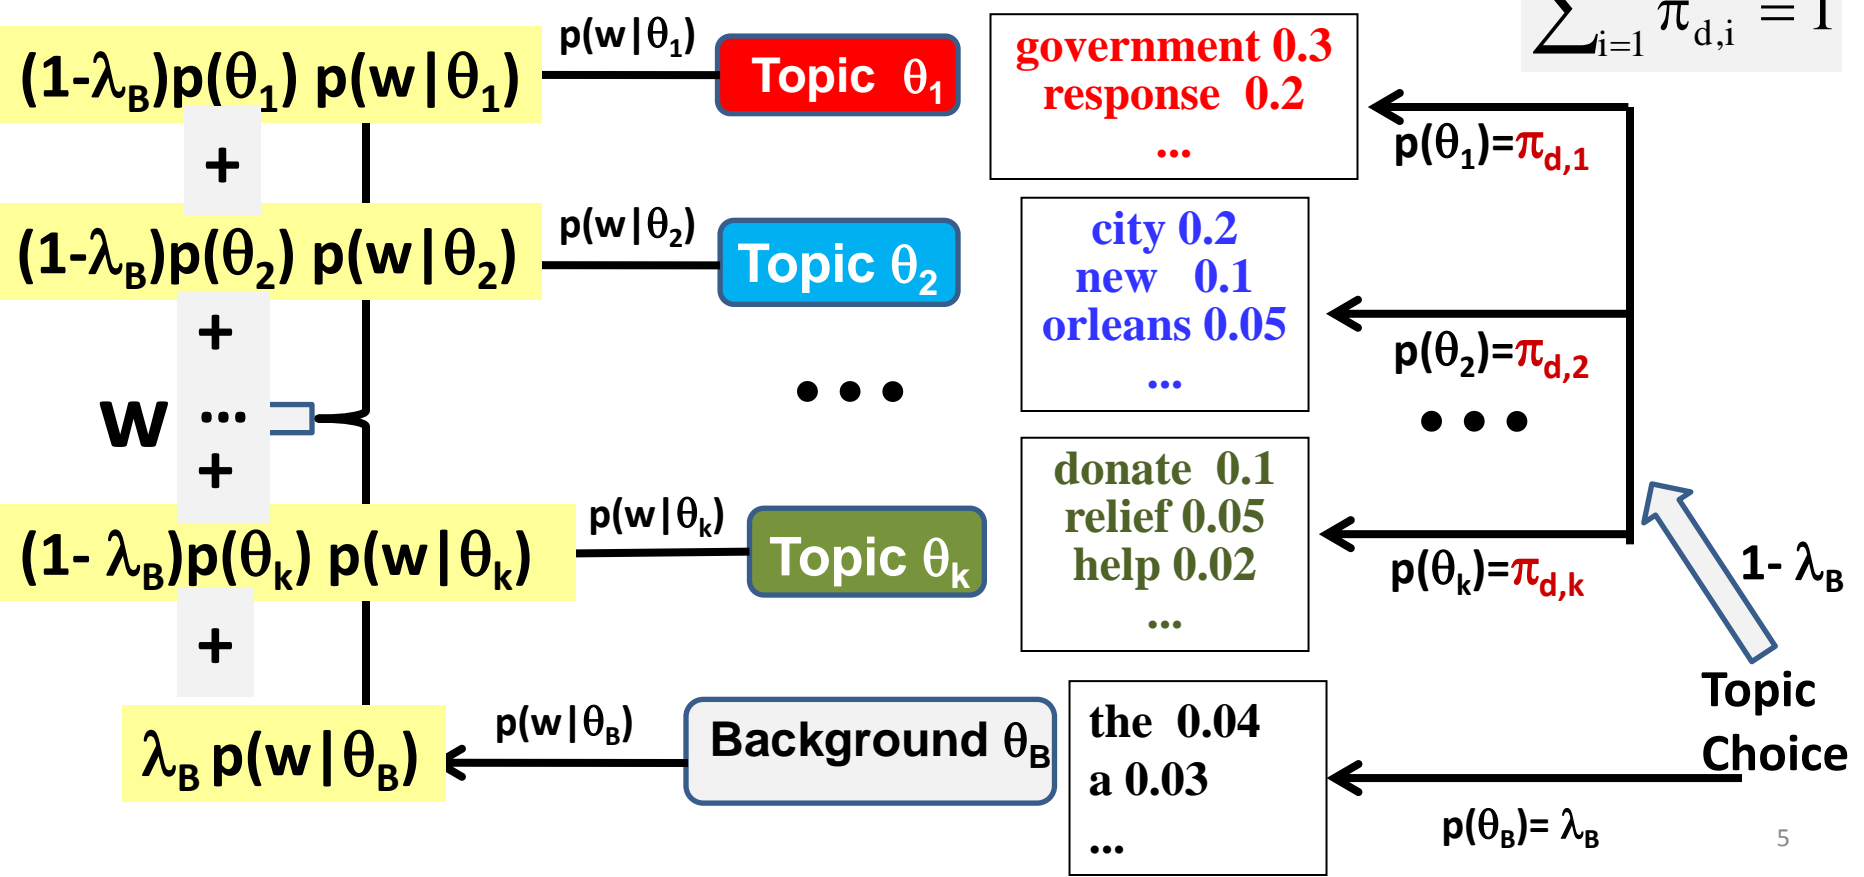 ∑i=1 πd,i = 1
(1-λB)p(θ1) p(w|θ1)
p(w|θ1)
Topic θ1
government 0.3
response 0.2
...
p(θ1)=πd,1
+
(1-λB)p(θ2) p(w|θ2)
p(w|θ2)
Topic θ2
city 0.2
new 0.1
orleans 0.05
...
p(θ2)=πd,2
+
W ...
+
• • •
• • •
(1- λB)p(θk) p(w|θk)
p(w|θk)
Topic θk
donate 0.1
relief 0.05
help 0.02
...
p(θk)=πd,k
1- λB
+
Topic
Choice
λB p(w|θB)
p(w|θB)
Background θB
the 0.04
a 0.03
...
p(θB)= λB
5